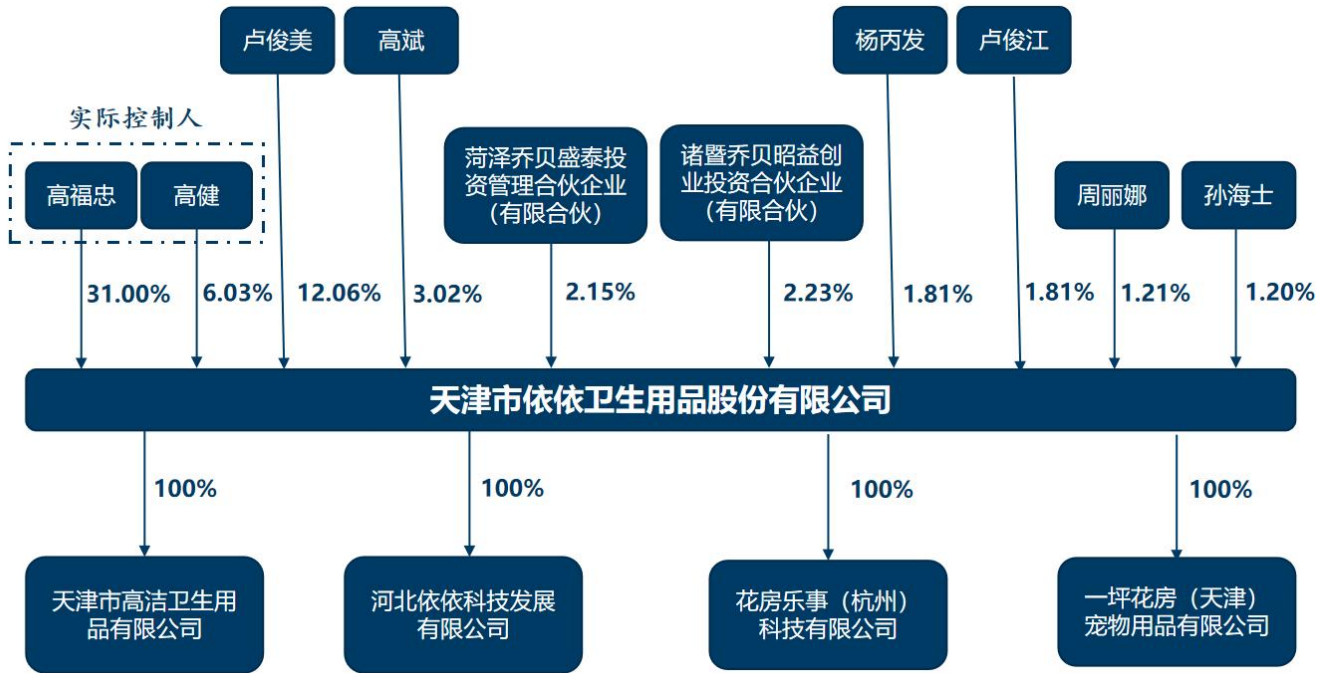 卢俊美
高斌
杨丙发
卢俊江
实际控制人
高福忠
高健
菏泽乔贝盛泰投
资管理合伙企业
（有限合伙）
诸暨乔贝昭益创
业投资合伙企业
（有限合伙）
周丽娜
孙海士
31.00%
6.03%
12.06%
3.02%
2.15%
2.23%
1.81%
1.81%
1.21%
1.20%
天津市依依卫生用品股份有限公司
100%
100%
100%
100%
天津市高洁卫生用
品有限公司
河北依依科技发展
有限公司
花房乐事（杭州）
科技有限公司
一坪花房（天津）
宠物用品有限公司